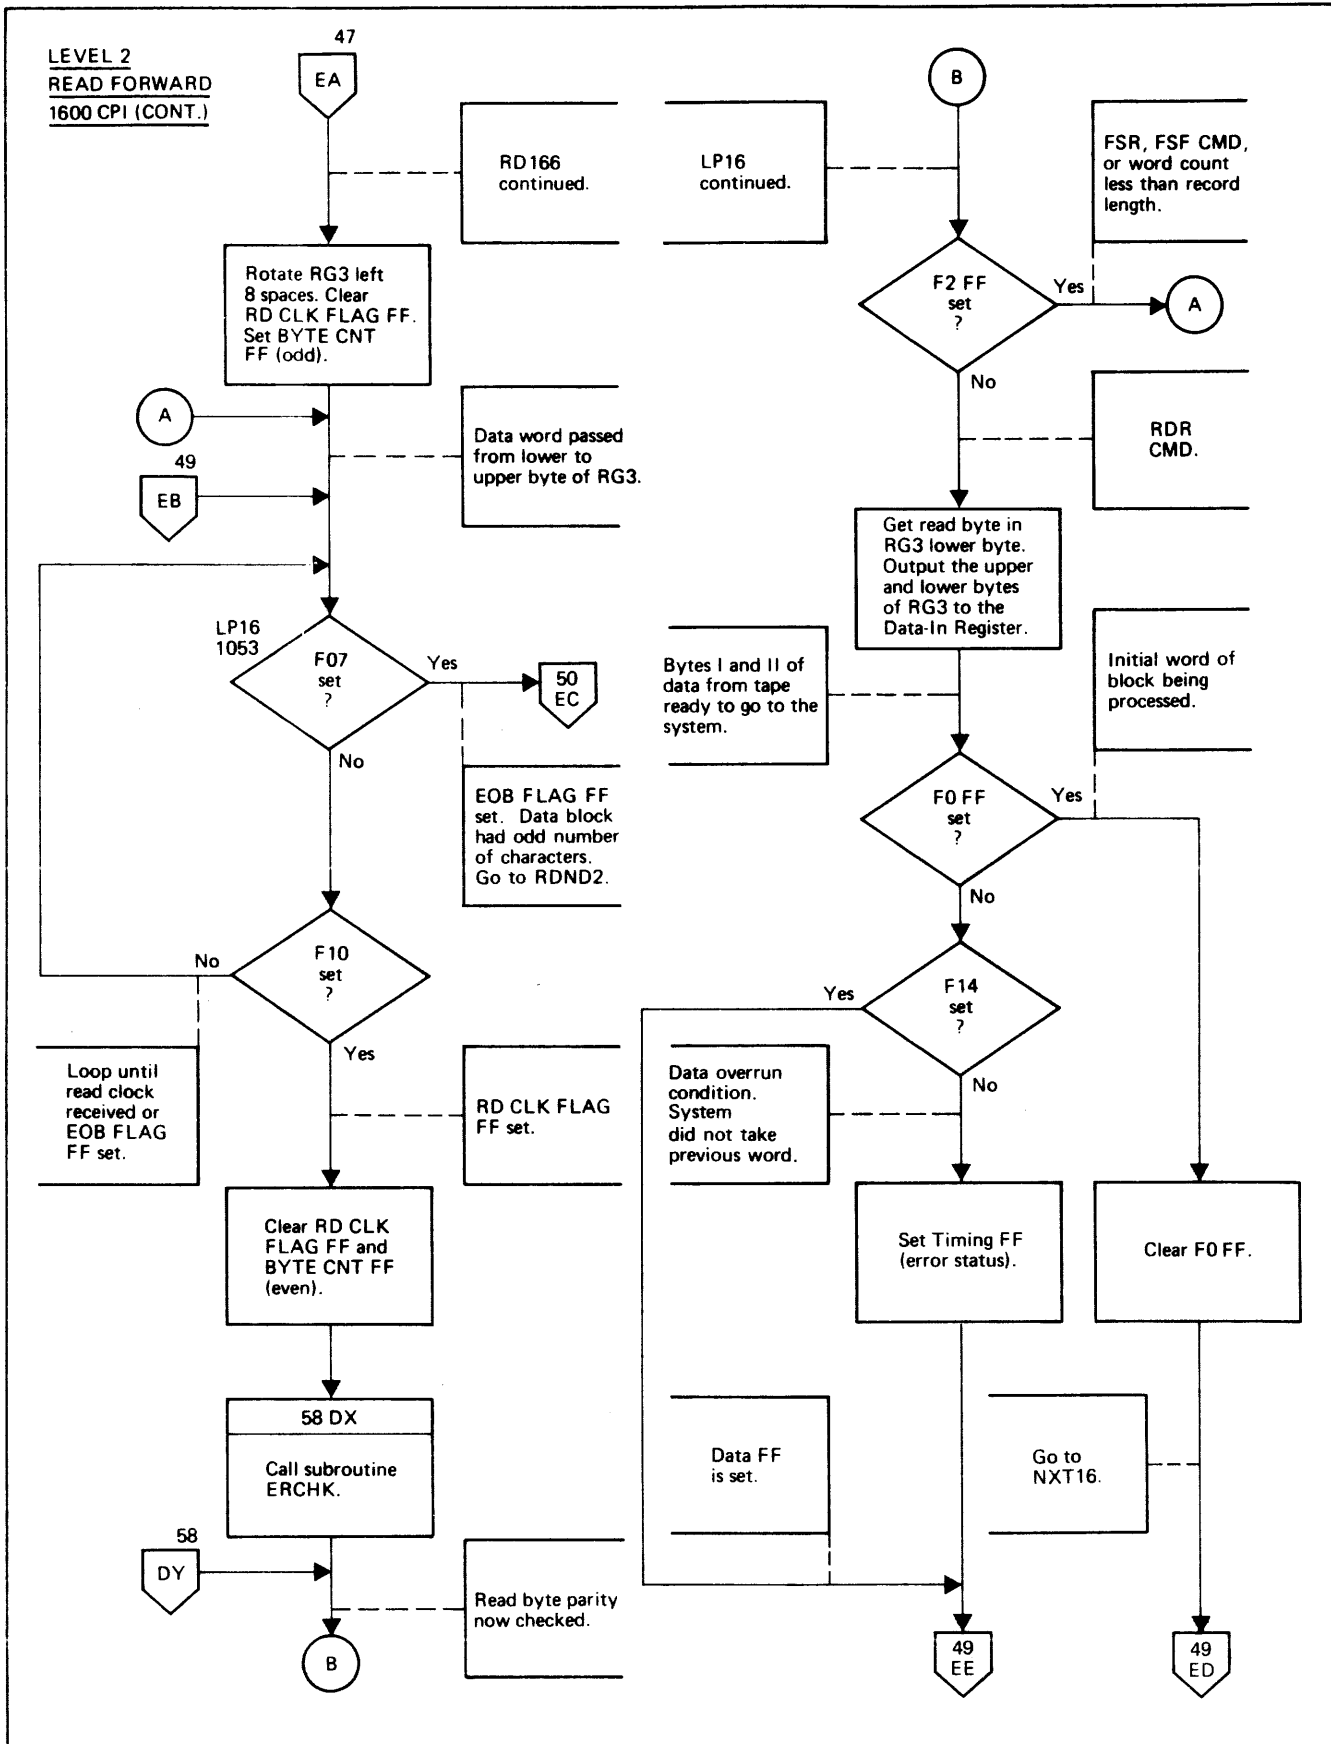 LEVEL 2
READ FORWARD
1600 CPI (CONT.)
47
EA
RD166
continued.
Rotate RG3 left
8 spaces. Clear
RD CLK FLAG FF.
Set BYTE CNT
FF (odd).
A
Data word passed
from lower to
upper byte of RG3.
49
EB
LP16
1053
F07
set
?
Yes
50
EC
No
EOB FLAG FF
set. Data block
had odd number
of characters.
Go to RDND2.
F10
set
?
No
Yes
Loop until
read clock
received or
EOB FLAG
FF set.
RD CLK FLAG
FF set.
Clear RD CLK
FLAG FF and
BYTE CNT FF
(even).
58 DX
Call subroutine
ERCHK.
58
DY
Read byte parity
now checked.
B
B
LP16
continued.
FSR, FSF CMD,
or word count
less than record
length.
F2 FF
set
?
Yes
A
No
RDR
CMD.
Get read byte in
RG3 lower byte.
Output the upper
and lower bytes
of RG3 to the
Data-In Register.
Bytes I and II of
data from tape
ready to go to the
system.
Initial word of
block being
processed.
F0 FF
set
?
Yes
No
F14
set
?
Yes
No
Data overrun
condition.
System
did not take
previous word.
Set Timing FF
(error status).
Clear F0 FF.
Data FF
is set.
Go to
NXT16.
49
EE
49
ED